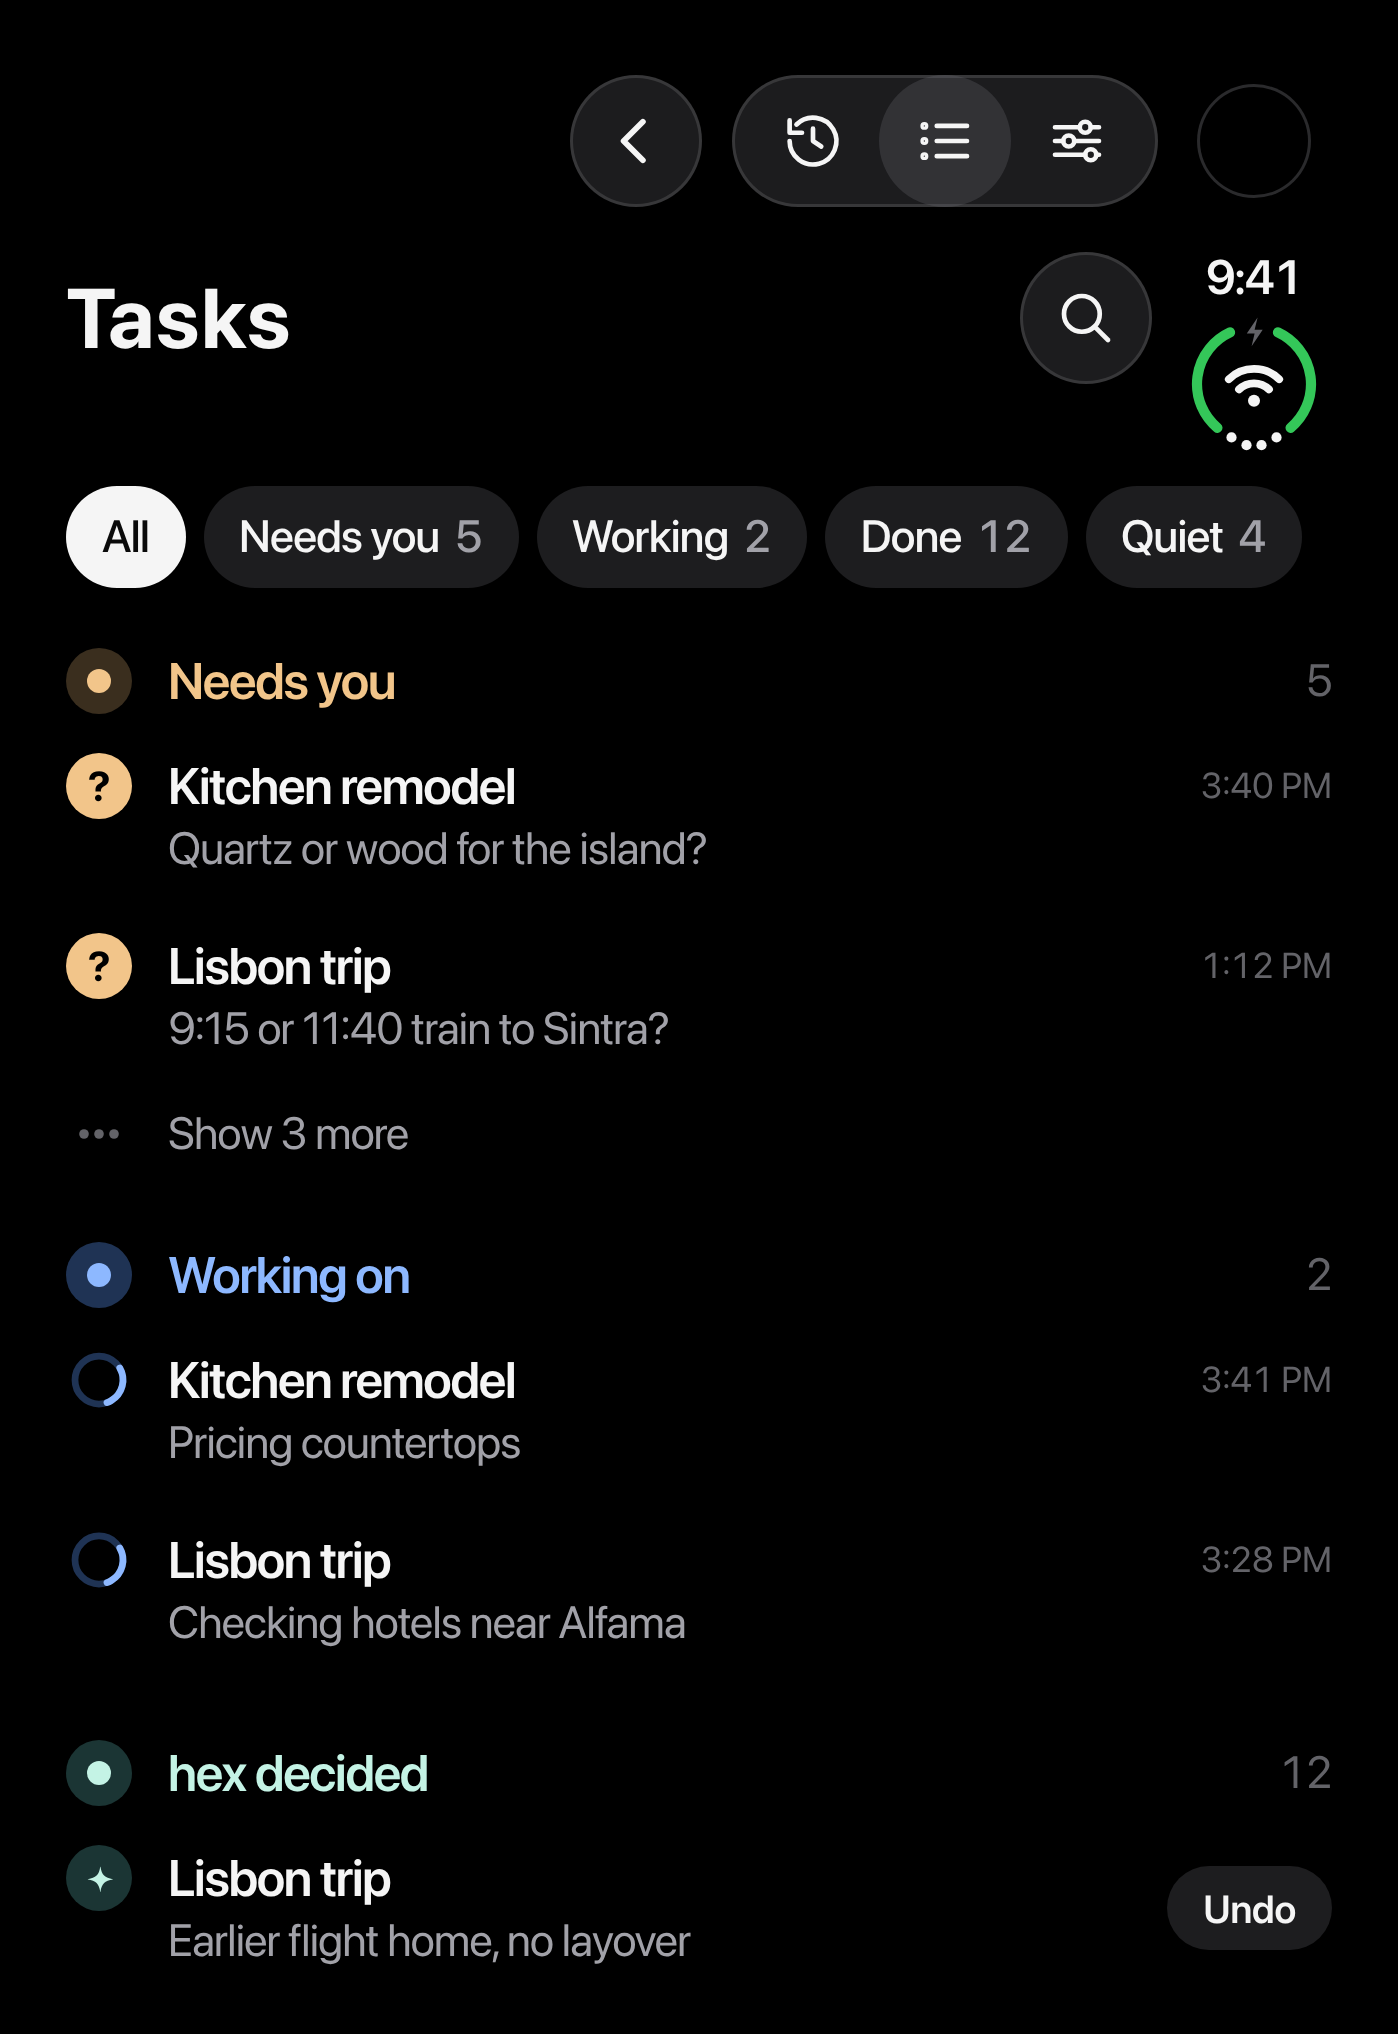 9:41
Tasks
All
Needs you 5
Working 2
Done 12
Quiet 4
Needs you 5
? Kitchen remodel 3:40 PM
Quartz or wood for the island?
? Lisbon trip 1:12 PM
9:15 or 11:40 train to Sintra?
Show 3 more
Working on 2
Kitchen remodel 3:41 PM
Pricing countertops
Lisbon trip 3:28 PM
Checking hotels near Alfama
hex decided 12
Lisbon trip
Earlier flight home, no layover
Undo